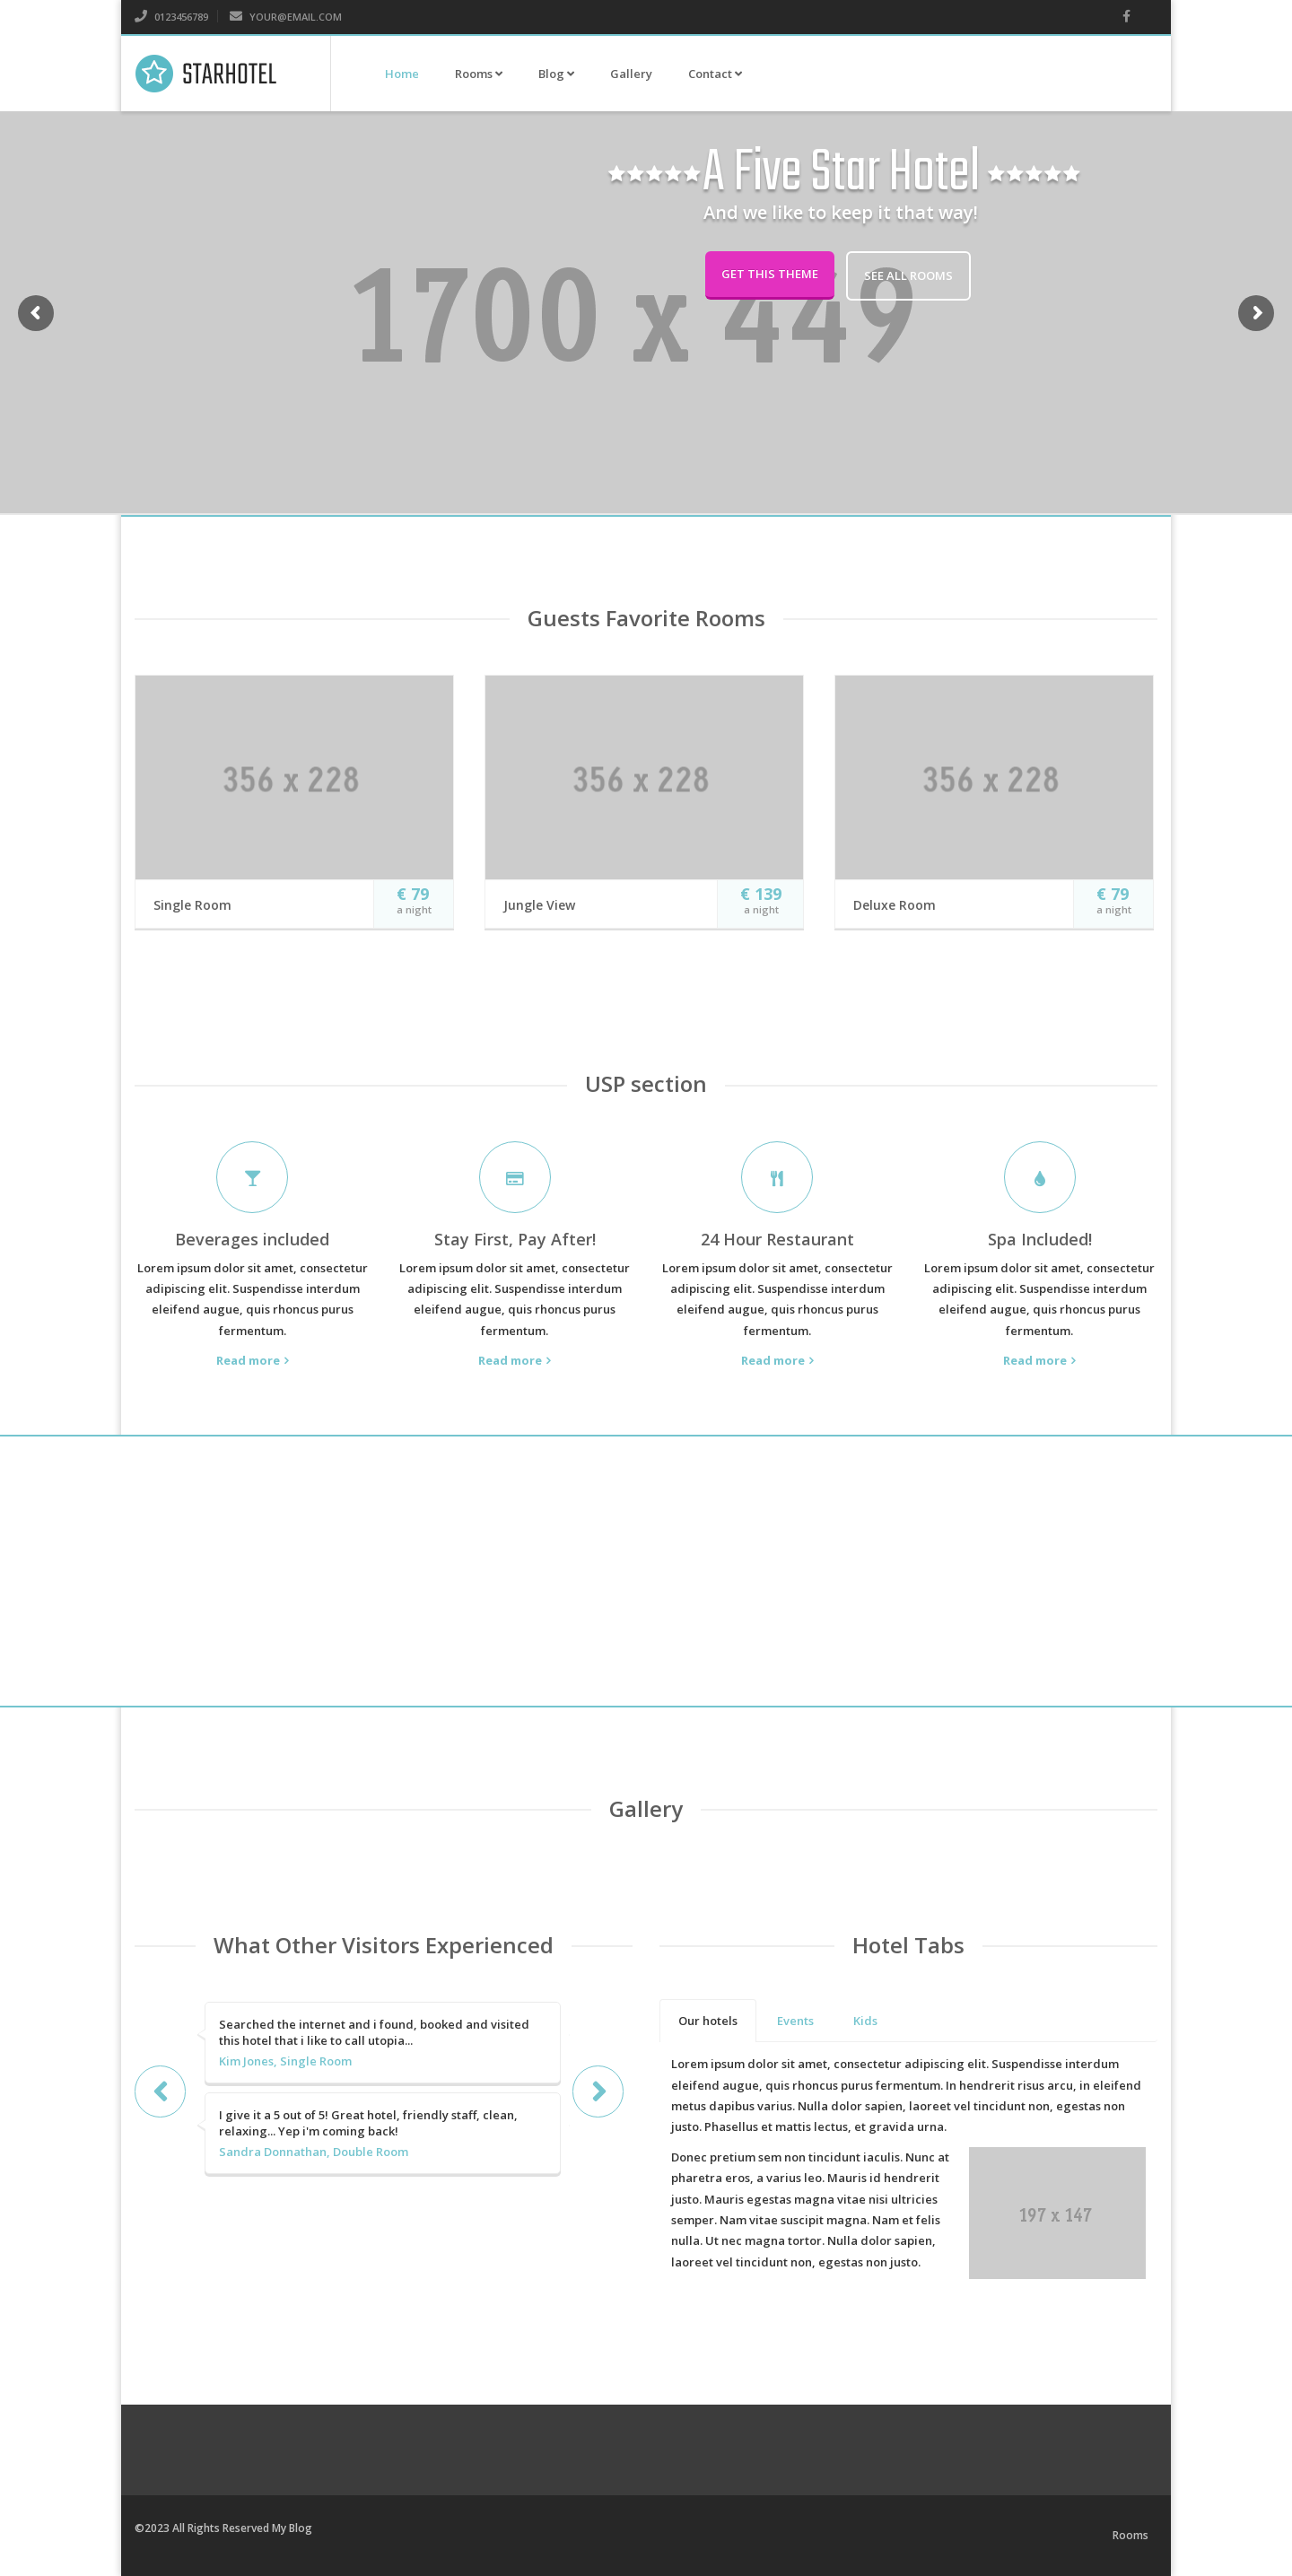 0123456789 YOUR@EMAIL.COM
STARHOTEL
Home Rooms Blog Gallery Contact
A Five Star Hotel
And we like to keep it that way!
GET THIS THEME SEE ALL ROOMS
1700 x 449
Guests Favorite Rooms
356 x 228
Single Room
€ 79
a night
356 x 228
Jungle View
€ 139
a night
356 x 228
Deluxe Room
€ 79
a night
USP section
Beverages included
Lorem ipsum dolor sit amet, consectetur
adipiscing elit. Suspendisse interdum
eleifend augue, quis rhoncus purus
fermentum.
Read more
Stay First, Pay After!
Lorem ipsum dolor sit amet, consectetur
adipiscing elit. Suspendisse interdum
eleifend augue, quis rhoncus purus
fermentum.
Read more
24 Hour Restaurant
Lorem ipsum dolor sit amet, consectetur
adipiscing elit. Suspendisse interdum
eleifend augue, quis rhoncus purus
fermentum.
Read more
Spa Included!
Lorem ipsum dolor sit amet, consectetur
adipiscing elit. Suspendisse interdum
eleifend augue, quis rhoncus purus
fermentum.
Read more
Gallery
What Other Visitors Experienced
Searched the internet and i found, booked and visited
this hotel that i like to call utopia...
Kim Jones, Single Room
I give it a 5 out of 5! Great hotel, friendly staff, clean,
relaxing... Yep i'm coming back!
Sandra Donnathan, Double Room
Hotel Tabs
Our hotels Events Kids
Lorem ipsum dolor sit amet, consectetur adipiscing elit. Suspendisse interdum
eleifend augue, quis rhoncus purus fermentum. In hendrerit risus arcu, in eleifend
metus dapibus varius. Nulla dolor sapien, laoreet vel tincidunt non, egestas non
justo. Phasellus et mattis lectus, et gravida urna.
Donec pretium sem non tincidunt iaculis. Nunc at
pharetra eros, a varius leo. Mauris id hendrerit
justo. Mauris egestas magna vitae nisi ultricies
semper. Nam vitae suscipit magna. Nam et felis
nulla. Ut nec magna tortor. Nulla dolor sapien,
laoreet vel tincidunt non, egestas non justo.
197 x 147
©2023 All Rights Reserved My Blog
Rooms